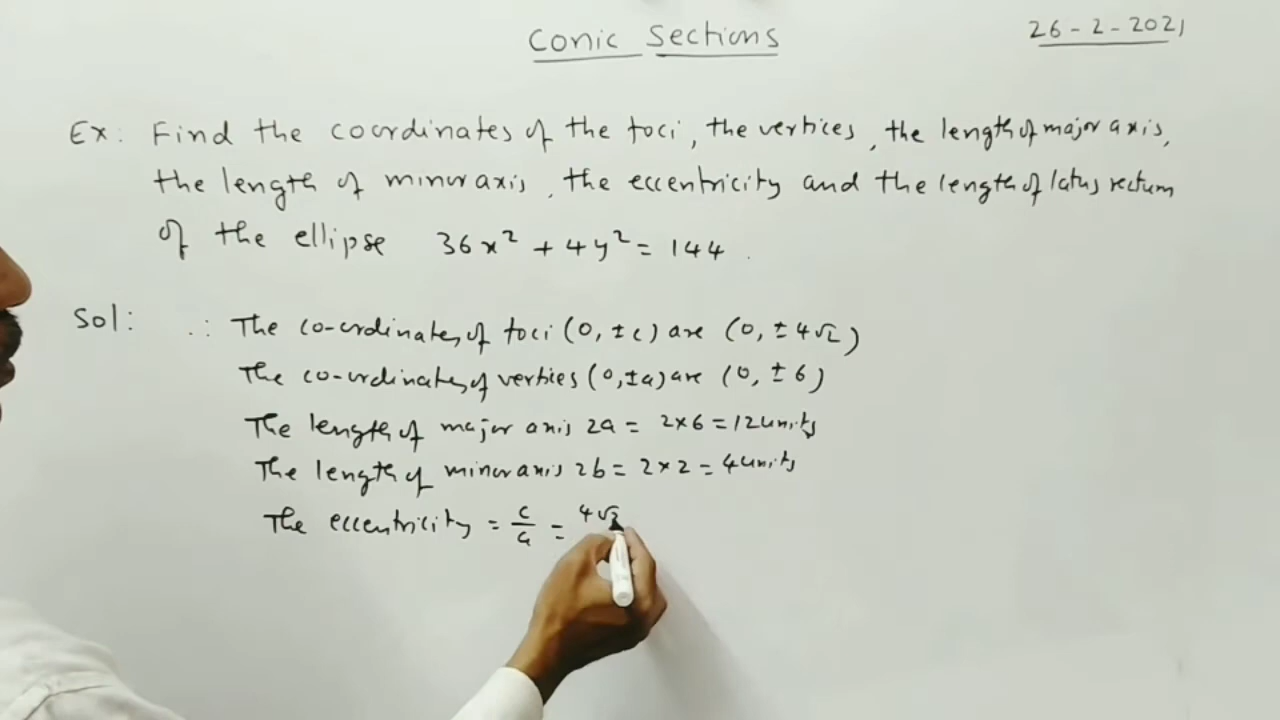 Conic Sections
26-2-2021
Ex: Find the coordinates of the foci, the vertices, the length of major axis,
the length of minor axis, the eccentricity and the length of latus rectum
of the ellipse 36x² + 4y² = 144.
Sol: ∴ The co-ordinates of foci (0, ±c) are (0, ±4√2)
The co-ordinates of vertices (0, ±a) are (0, ±6)
The length of major axis 2a = 2×6 = 12 units
The length of minor axis 2b = 2×2 = 4 units
The eccentricity = c/a = 4√2